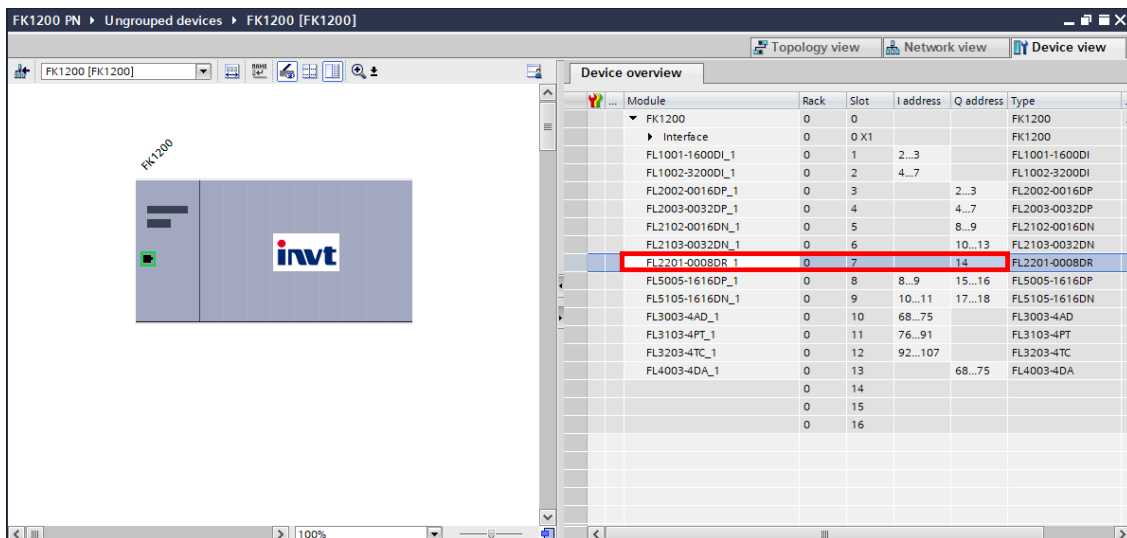 FK1200 PN ▸ Ungrouped devices ▸ FK1200 [FK1200]
Topology view Network view Device view
FK1200 [FK1200]
Device overview
... Module Rack Slot I address Q address Type
FK1200 0 0 FK1200
Interface 0 0 X1 FK1200
FL1001-1600DI_1 0 1 2...3 FL1001-1600DI
FL1002-3200DI_1 0 2 4...7 FL1002-3200DI
FL2002-0016DP_1 0 3 2...3 FL2002-0016DP
FL2003-0032DP_1 0 4 4...7 FL2003-0032DP
FL2102-0016DN_1 0 5 8...9 FL2102-0016DN
FL2103-0032DN_1 0 6 10...13 FL2103-0032DN
FL2201-0008DR_1 0 7 14 FL2201-0008DR
FL5005-1616DP_1 0 8 8...9 15...16 FL5005-1616DP
FL5105-1616DN_1 0 9 10...11 17...18 FL5105-1616DN
FL3003-4AD_1 0 10 68...75 FL3003-4AD
FL3103-4PT_1 0 11 76...91 FL3103-4PT
FL3203-4TC_1 0 12 92...107 FL3203-4TC
FL4003-4DA_1 0 13 68...75 FL4003-4DA
0 14
0 15
0 16
FK1200
invt
100%